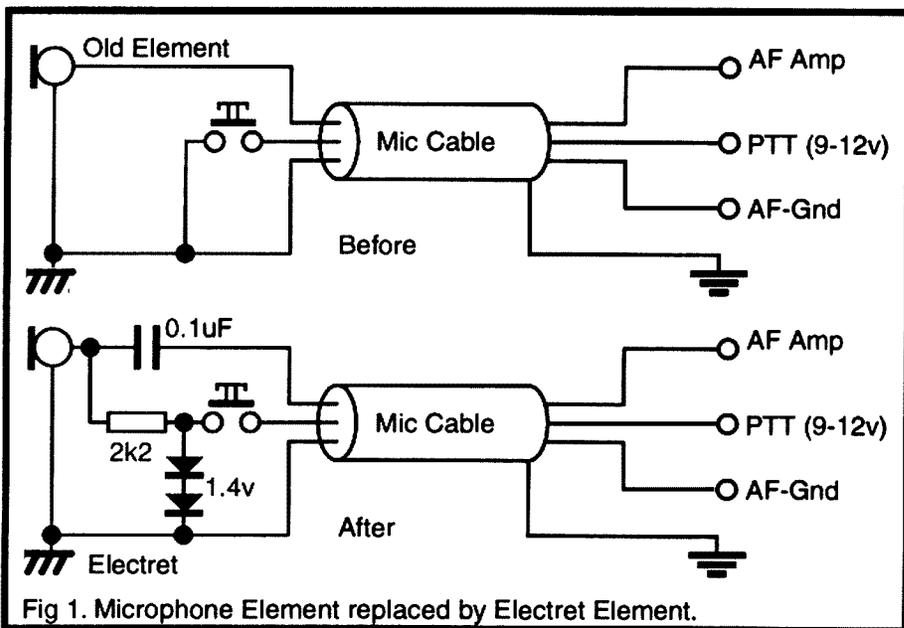 Old Element
AF Amp
Mic Cable
PTT (9-12v)
AF-Gnd
Before
0.1uF
AF Amp
Mic Cable
PTT (9-12v)
2k2
1.4v
AF-Gnd
After
Electret
Fig 1. Microphone Element replaced by Electret Element.